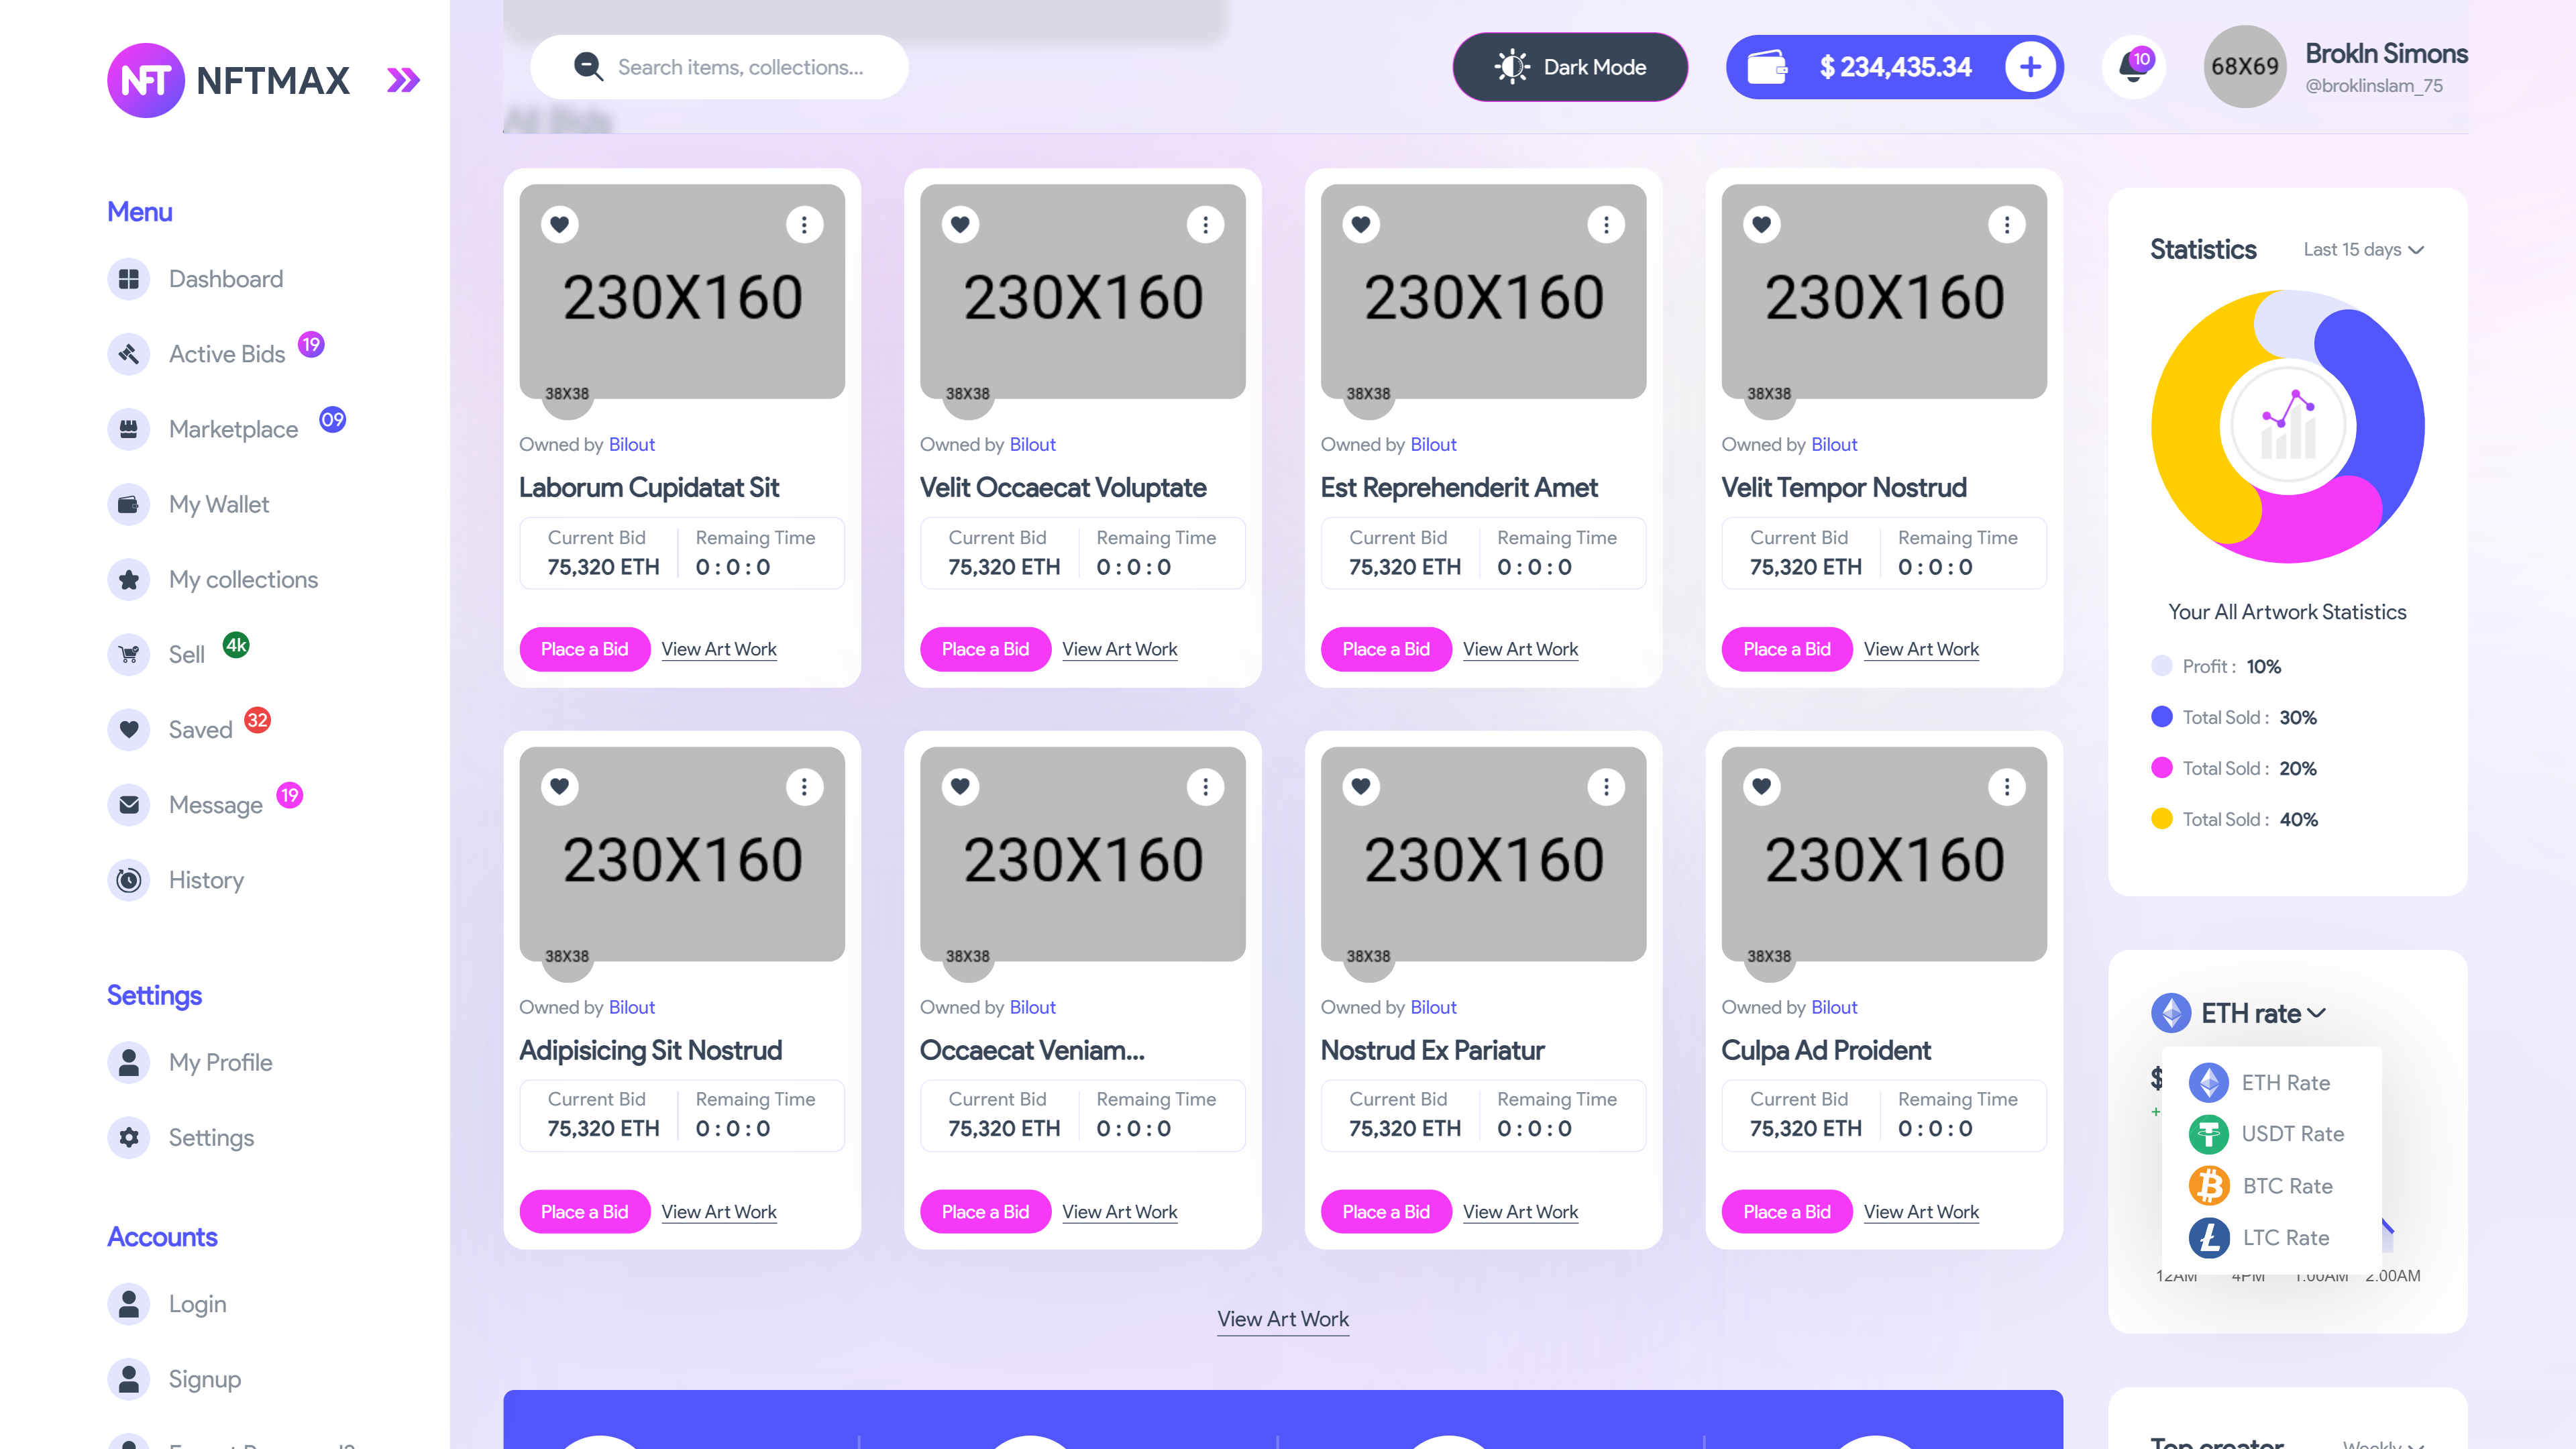 NFT NFTMAX
Menu
Dashboard
Active Bids 19
Marketplace 09
My Wallet
My collections
Sell 4k
Saved 32
Message 19
History
Settings
My Profile
Settings
Accounts
Login
Signup
Search items, collections...
Dark Mode
$ 234,435.34
10
68X69
Brokln Simons
@broklinslam_75
All Bids
230X160
38X38
Owned by Bilout
Laborum Cupidatat Sit
Current Bid
75,320 ETH
Remaing Time
0 : 0 : 0
Place a Bid
View Art Work
230X160
38X38
Owned by Bilout
Velit Occaecat Voluptate
Current Bid
75,320 ETH
Remaing Time
0 : 0 : 0
Place a Bid
View Art Work
230X160
38X38
Owned by Bilout
Est Reprehenderit Amet
Current Bid
75,320 ETH
Remaing Time
0 : 0 : 0
Place a Bid
View Art Work
230X160
38X38
Owned by Bilout
Velit Tempor Nostrud
Current Bid
75,320 ETH
Remaing Time
0 : 0 : 0
Place a Bid
View Art Work
230X160
38X38
Owned by Bilout
Adipisicing Sit Nostrud
Current Bid
75,320 ETH
Remaing Time
0 : 0 : 0
Place a Bid
View Art Work
230X160
38X38
Owned by Bilout
Occaecat Veniam...
Current Bid
75,320 ETH
Remaing Time
0 : 0 : 0
Place a Bid
View Art Work
230X160
38X38
Owned by Bilout
Nostrud Ex Pariatur
Current Bid
75,320 ETH
Remaing Time
0 : 0 : 0
Place a Bid
View Art Work
230X160
38X38
Owned by Bilout
Culpa Ad Proident
Current Bid
75,320 ETH
Remaing Time
0 : 0 : 0
Place a Bid
View Art Work
View Art Work
Statistics
Last 15 days
Your All Artwork Statistics
Profit : 10%
Total Sold : 30%
Total Sold : 20%
Total Sold : 40%
ETH rate
$
+
ETH Rate
USDT Rate
BTC Rate
LTC Rate
12AM 4PM 1:00AM 2:00AM
Top creator
Weekly